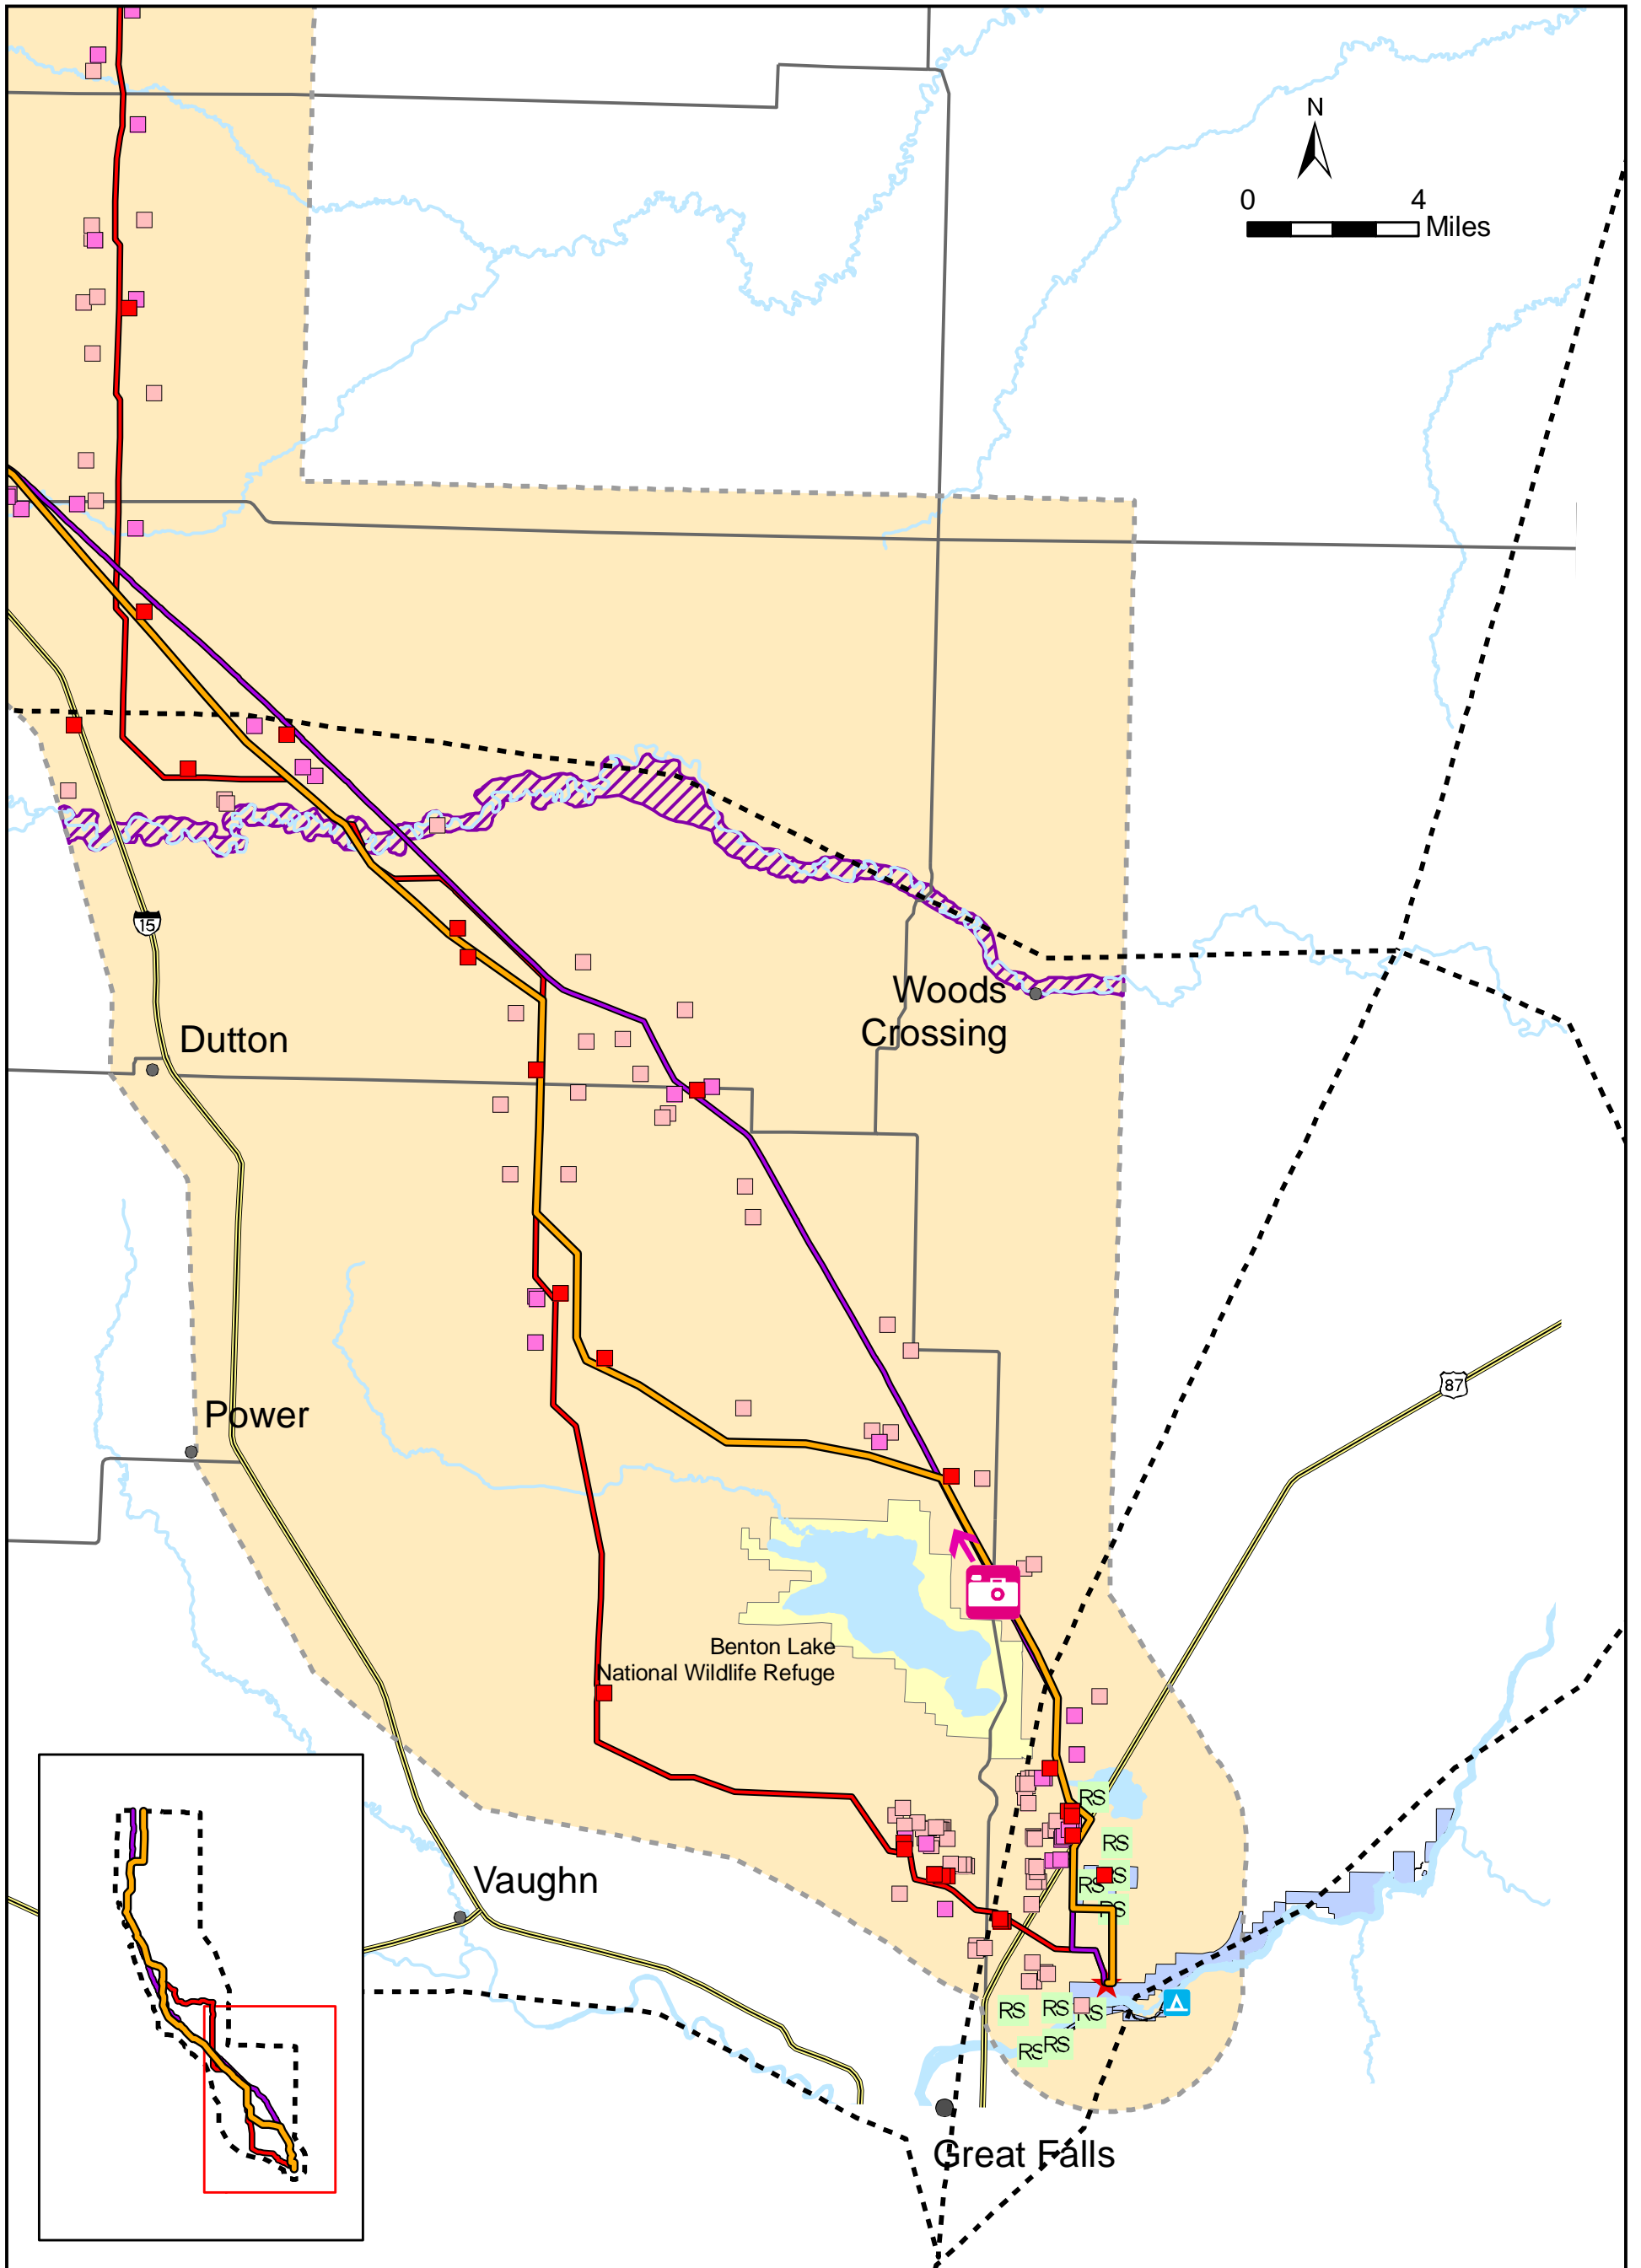 N
0 4
Miles
15
Woods
Crossing
Dutton
87
Power
Benton Lake
National Wildlife Refuge
RS
RS
RS
RS
RS
Vaughn
RS
RS
RS
RS
RS
Great Falls